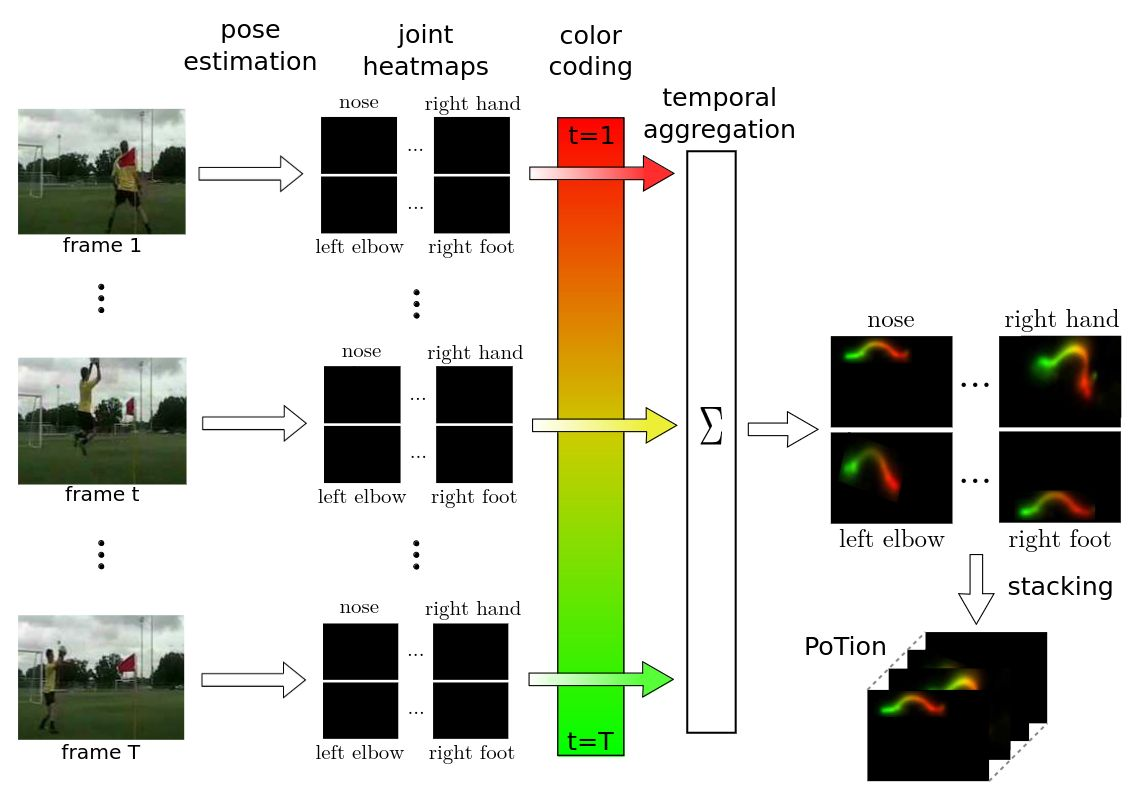 pose
estimation
joint
heatmaps
color
coding
temporal
aggregation
nose
right hand
...
...
left elbow
right foot
frame 1
t=1
nose
right hand
...
...
left elbow
right foot
frame t
∑
nose
right hand
...
...
left elbow
right foot
frame T
t=T
nose
right hand
...
...
left elbow
right foot
stacking
PoTion